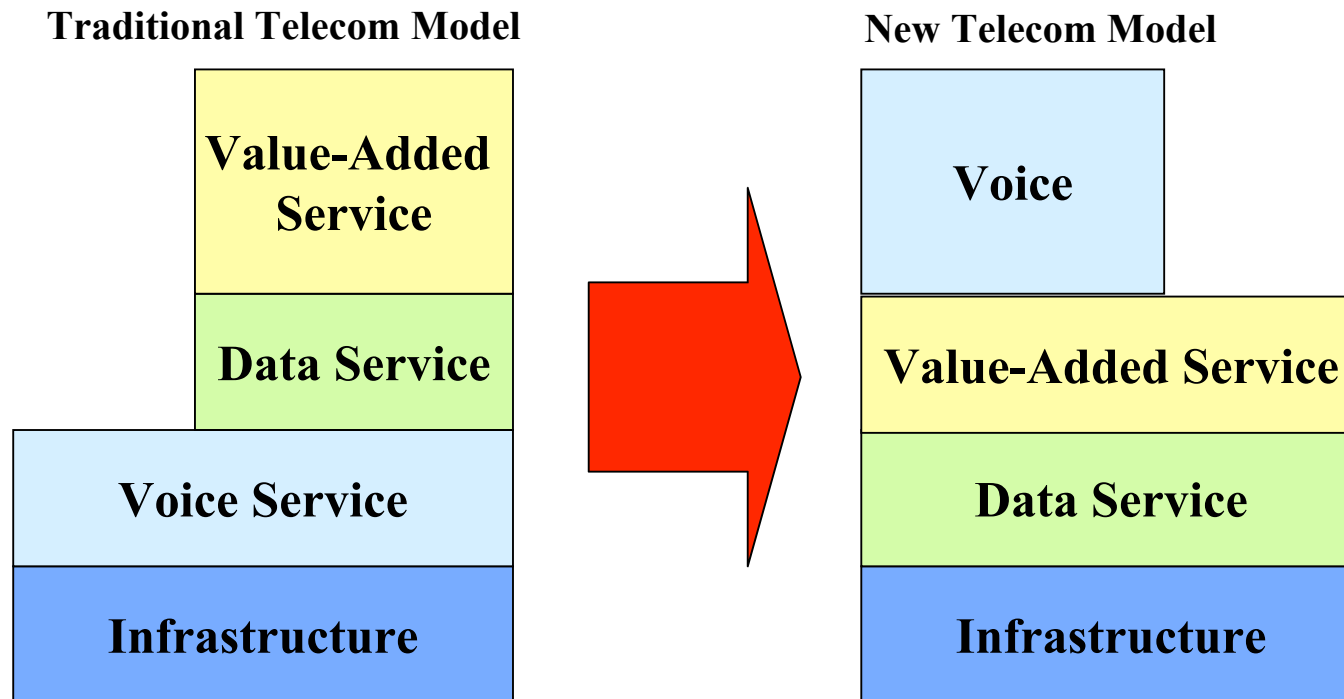 Traditional Telecom Model
Value-Added
Service
Data Service
Voice Service
Infrastructure
New Telecom Model
Voice
Value-Added Service
Data Service
Infrastructure